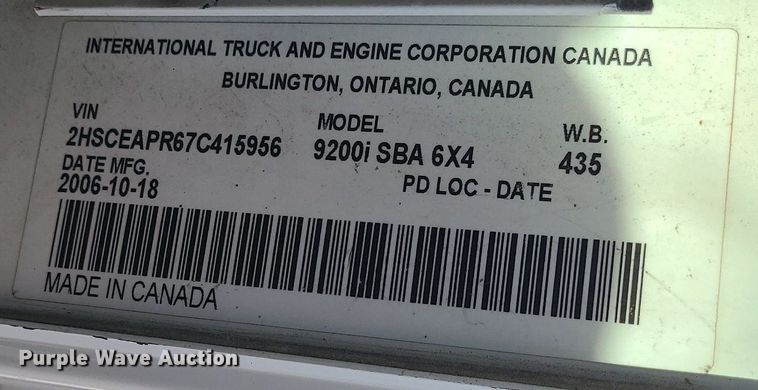 INTERNATIONAL TRUCK AND ENGINE CORPORATION CANADA
BURLINGTON, ONTARIO, CANADA
VIN MODEL W.B.
2HSCEAPR67C415956 9200i SBA 6X4 435
DATE MFG. PD LOC - DATE
2006-10-18
MADE IN CANADA
Purple Wave Auction